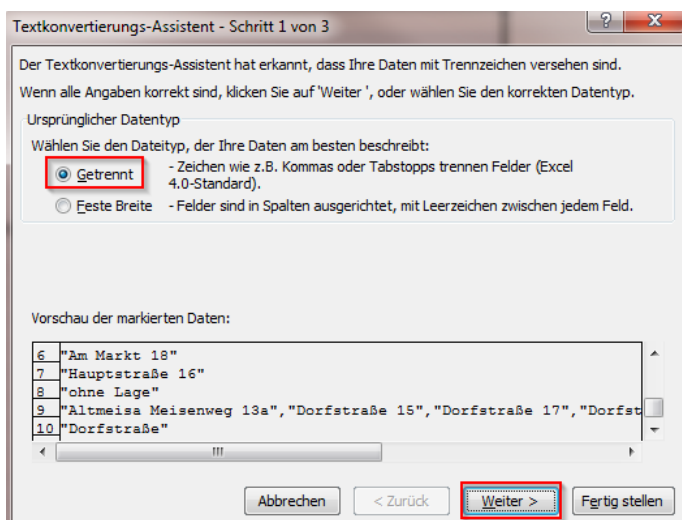 Textkonvertierungs-Assistent - Schritt 1 von 3
Der Textkonvertierungs-Assistent hat erkannt, dass Ihre Daten mit Trennzeichen versehen sind.
Wenn alle Angaben korrekt sind, klicken Sie auf 'Weiter ', oder wählen Sie den korrekten Datentyp.
Ursprünglicher Datentyp
Wählen Sie den Dateityp, der Ihre Daten am besten beschreibt:
Getrennt - Zeichen wie z.B. Kommas oder Tabstopps trennen Felder (Excel
4.0-Standard).
Feste Breite - Felder sind in Spalten ausgerichtet, mit Leerzeichen zwischen jedem Feld.
Vorschau der markierten Daten:
6 "Am Markt 18"
7 "Hauptstraße 16"
8 "ohne Lage"
9 "Altmeisa Meisenweg 13a","Dorfstraße 15","Dorfstraße 17","Dorfst
10 "Dorfstraße"
Abbrechen < Zurück Weiter > Fertig stellen